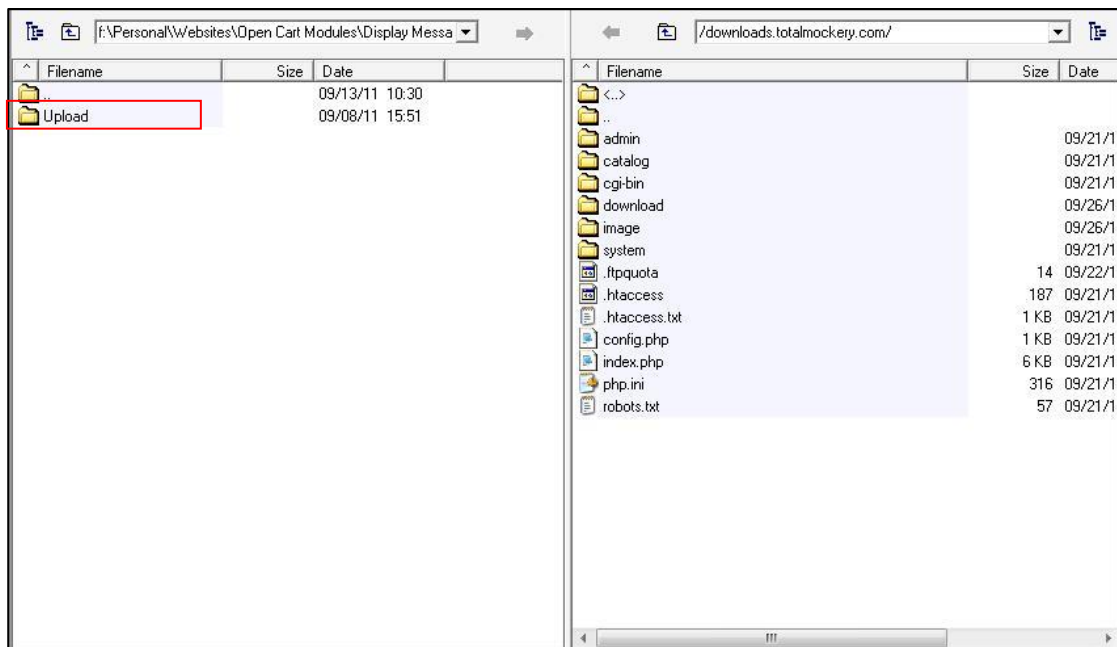 f:\Personal\Websites\Open Cart Modules\Display Messa
Filename Size Date
.. 09/13/11 10:30
Upload 09/08/11 15:51
/downloads.totalmockery.com/
Filename Size Date
<..>
..
admin 09/21/1
catalog 09/21/1
cgi-bin 09/21/1
download 09/26/1
image 09/26/1
system 09/21/1
.ftpquota 14 09/22/1
.htaccess 187 09/21/1
.htaccess.txt 1 KB 09/21/1
config.php 1 KB 09/21/1
index.php 6 KB 09/21/1
php.ini 316 09/21/1
robots.txt 57 09/21/1